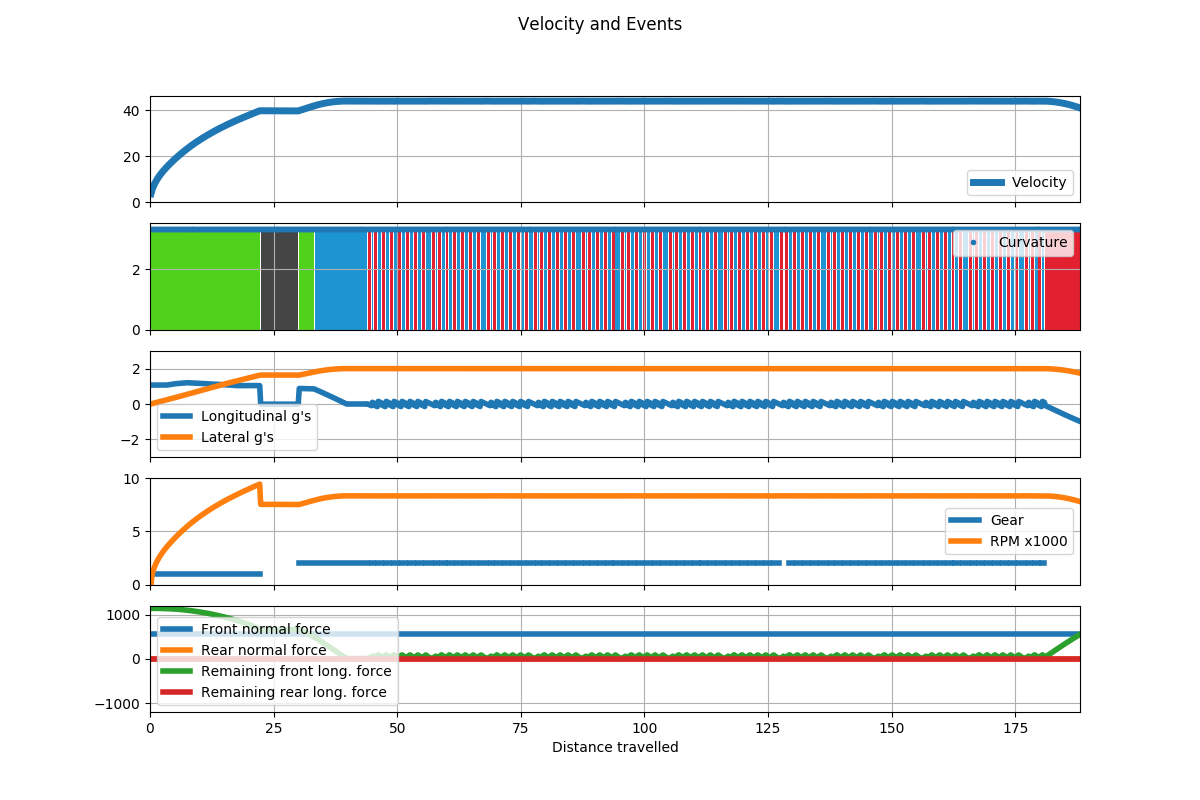 Velocity and Events
40
20
0
Velocity
2
0
Curvature
2
0
−2
Longitudinal g's
Lateral g's
10
5
0
Gear
RPM x1000
1000
0
−1000
Front normal force
Rear normal force
Remaining front long. force
Remaining rear long. force
0 25 50 75 100 125 150 175
Distance travelled